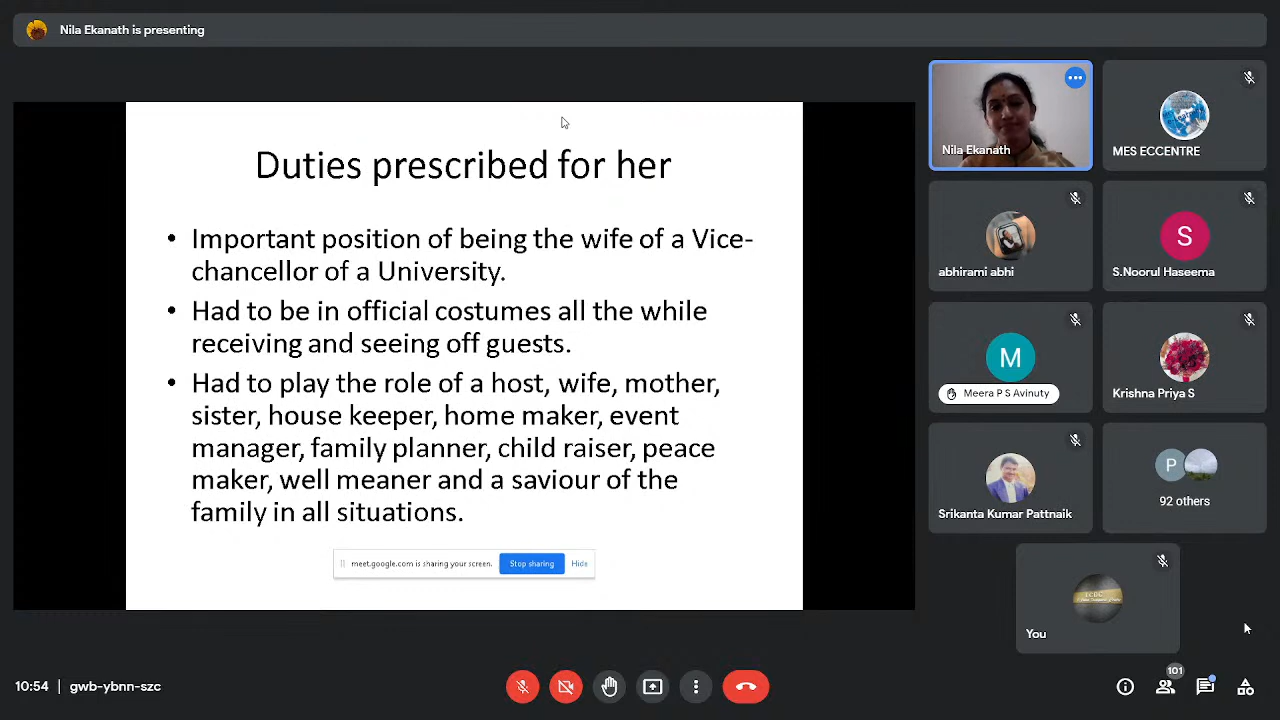 Nila Ekanath is presenting
Duties prescribed for her
• Important position of being the wife of a Vice-
chancellor of a University.
• Had to be in official costumes all the while
receiving and seeing off guests.
• Had to play the role of a host, wife, mother,
sister, house keeper, home maker, event
manager, family planner, child raiser, peace
maker, well meaner and a saviour of the
family in all situations.
meet.google.com is sharing your screen.
Stop sharing
Hide
Nila Ekanath
MES ECCENTRE
abhirami abhi
S
S.Noorul Haseema
M
Meera P S Avinuty
Krishna Priya S
Srikanta Kumar Pattnaik
P
92 others
You
10:54 | gwb-ybnn-szc
101